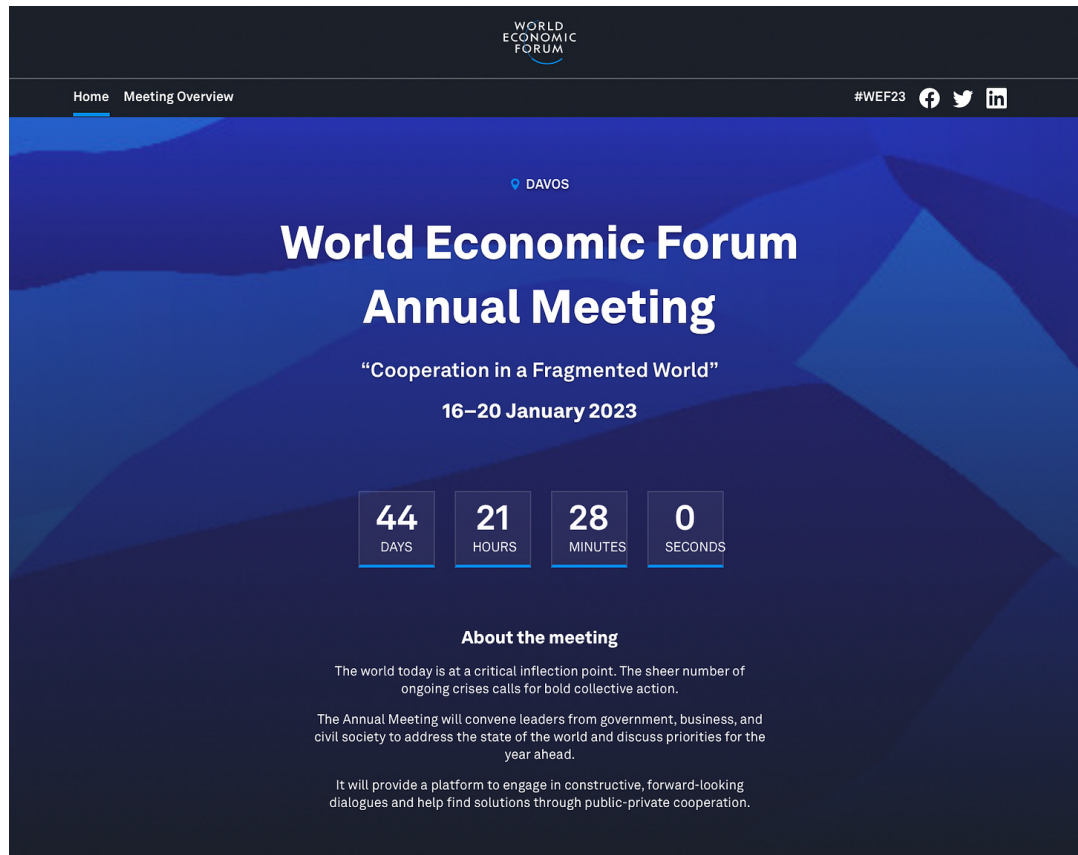 WORLD
ECONOMIC
FORUM
Home Meeting Overview #WEF23
DAVOS
World Economic Forum
Annual Meeting
“Cooperation in a Fragmented World”
16–20 January 2023
44 21 28 0
DAYS HOURS MINUTES SECONDS
About the meeting
The world today is at a critical inflection point. The sheer number of
ongoing crises calls for bold collective action.
The Annual Meeting will convene leaders from government, business, and
civil society to address the state of the world and discuss priorities for the
year ahead.
It will provide a platform to engage in constructive, forward-looking
dialogues and help find solutions through public-private cooperation.